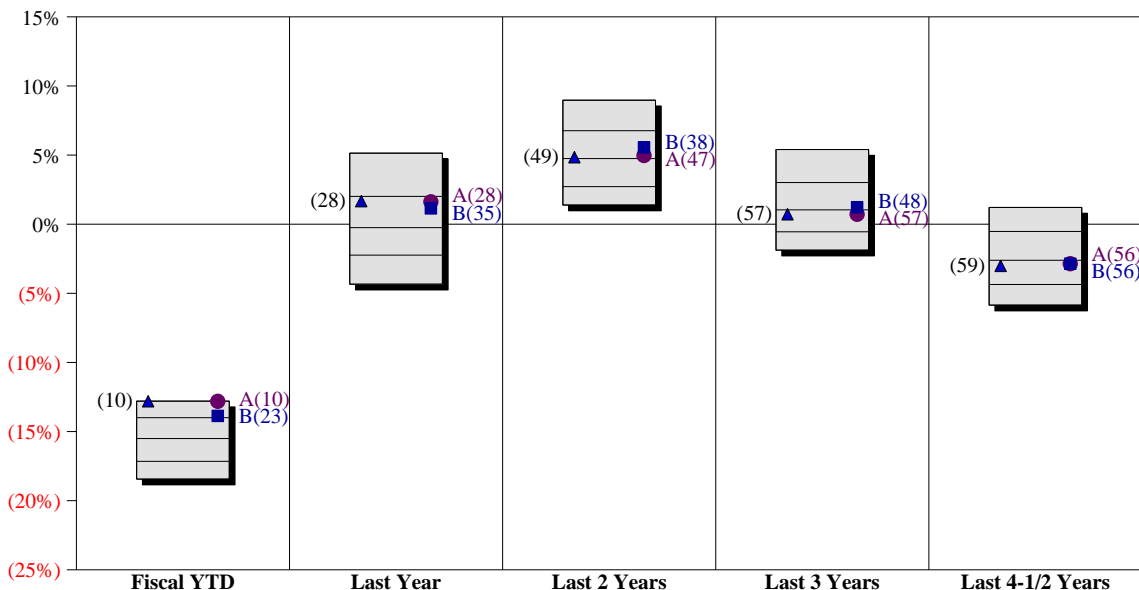 15%
10%
5%
0%
(5%)
(10%)
(15%)
(20%)
(25%)
(10)
A(10)
B(23)
(28)
A(28)
B(35)
(49)
B(38)
A(47)
(57)
B(48)
A(57)
(59)
A(56)
B(56)
Fiscal YTD
Last Year
Last 2 Years
Last 3 Years
Last 4-1/2 Years